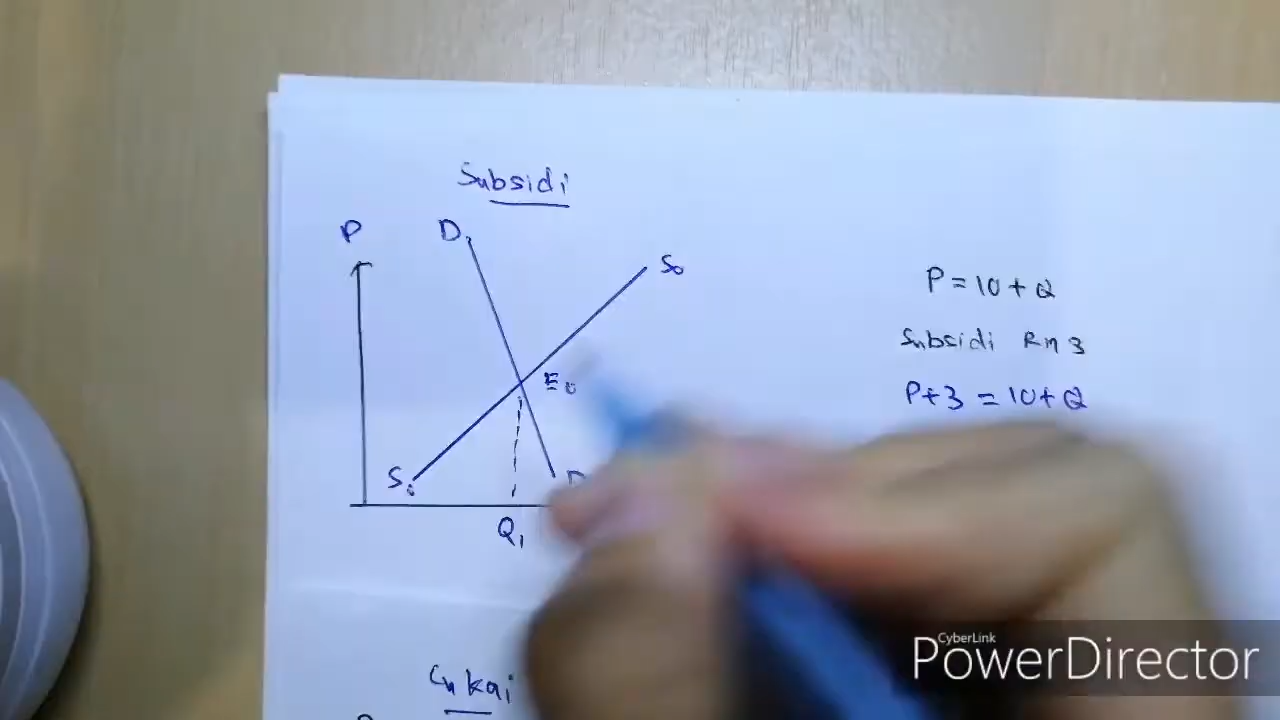 Subsidi
P
D
S₀
E₀
S₀
D
Q₁
P = 10 + Q
Subsidi RM 3
P+3 = 10+Q
Cukai
CyberLink
PowerDirector